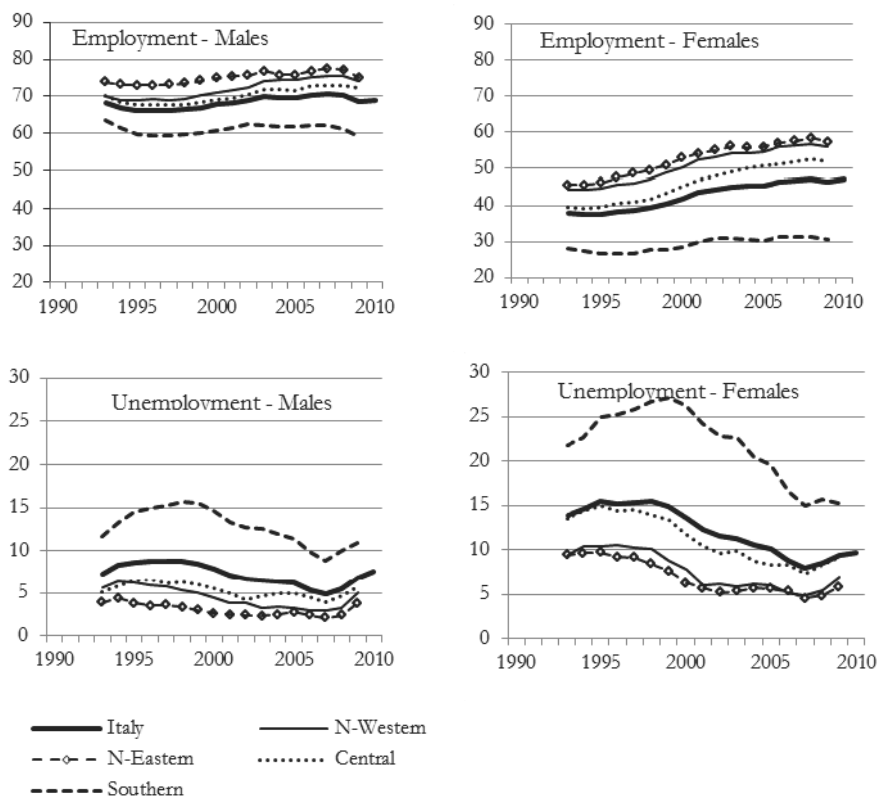 Employment - Males
90
80
70
60
50
40
30
20
1990 1995 2000 2005 2010
Employment - Females
90
80
70
60
50
40
30
20
1990 1995 2000 2005 2010
Unemployment - Males
30
25
20
15
10
5
0
1990 1995 2000 2005 2010
Unemployment - Females
30
25
20
15
10
5
0
1990 1995 2000 2005 2010
Italy N-Western
N-Eastern Central
Southern